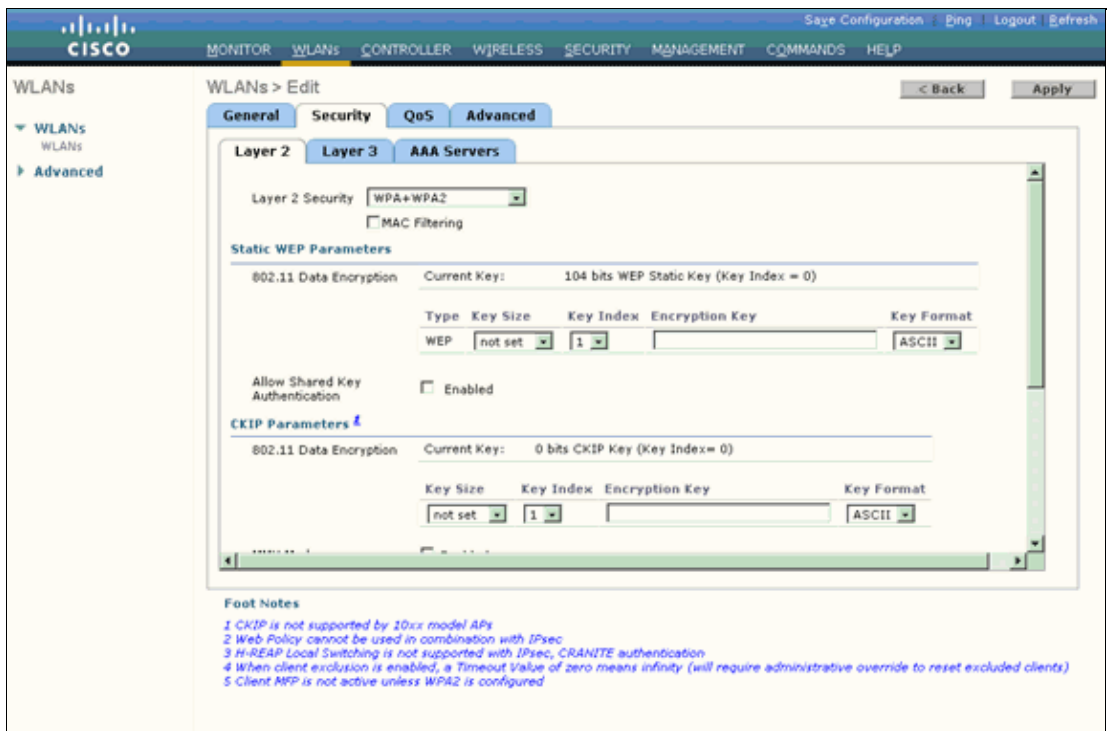 Save Configuration Ping Logout Refresh
CISCO
MONITOR WLANs CONTROLLER WIRELESS SECURITY MANAGEMENT COMMANDS HELP
WLANs
WLANs
WLANs
Advanced
WLANs > Edit
< Back Apply
General Security QoS Advanced
Layer 2 Layer 3 AAA Servers
Layer 2 Security WPA+WPA2
MAC Filtering
Static WEP Parameters
802.11 Data Encryption Current Key: 104 bits WEP Static Key (Key Index = 0)
Type Key Size Key Index Encryption Key Key Format
WEP not set 1 ASCII
Allow Shared Key
Authentication Enabled
CKIP Parameters 1
802.11 Data Encryption Current Key: 0 bits CKIP Key (Key Index= 0)
Key Size Key Index Encryption Key Key Format
not set 1 ASCII
Foot Notes
1 CKIP is not supported by 10xx model APs
2 Web Policy cannot be used in combination with IPsec
3 H-REAP Local Switching is not supported with IPsec, CRANITE authentication
4 When client exclusion is enabled, a Timeout Value of zero means infinity (will require administrative override to reset excluded clients)
5 Client MFP is not active unless WPA2 is configured